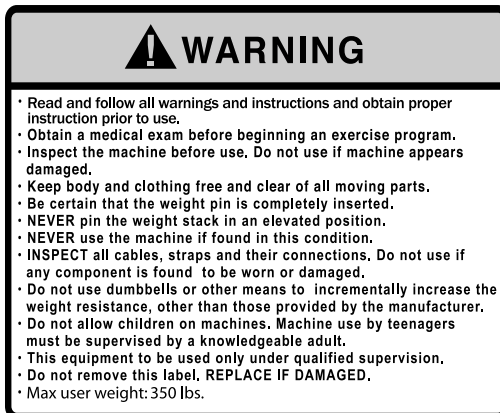 WARNING
· Read and follow all warnings and instructions and obtain proper
instruction prior to use.
· Obtain a medical exam before beginning an exercise program.
· Inspect the machine before use. Do not use if machine appears
damaged.
· Keep body and clothing free and clear of all moving parts.
· Be certain that the weight pin is completely inserted.
· NEVER pin the weight stack in an elevated position.
· NEVER use the machine if found in this condition.
· INSPECT all cables, straps and their connections. Do not use if
any component is found to be worn or damaged.
· Do not use dumbbells or other means to incrementally increase the
weight resistance, other than those provided by the manufacturer.
· Do not allow children on machines. Machine use by teenagers
must be supervised by a knowledgeable adult.
· This equipment to be used only under qualified supervision.
· Do not remove this label. REPLACE IF DAMAGED.
· Max user weight: 350 lbs.